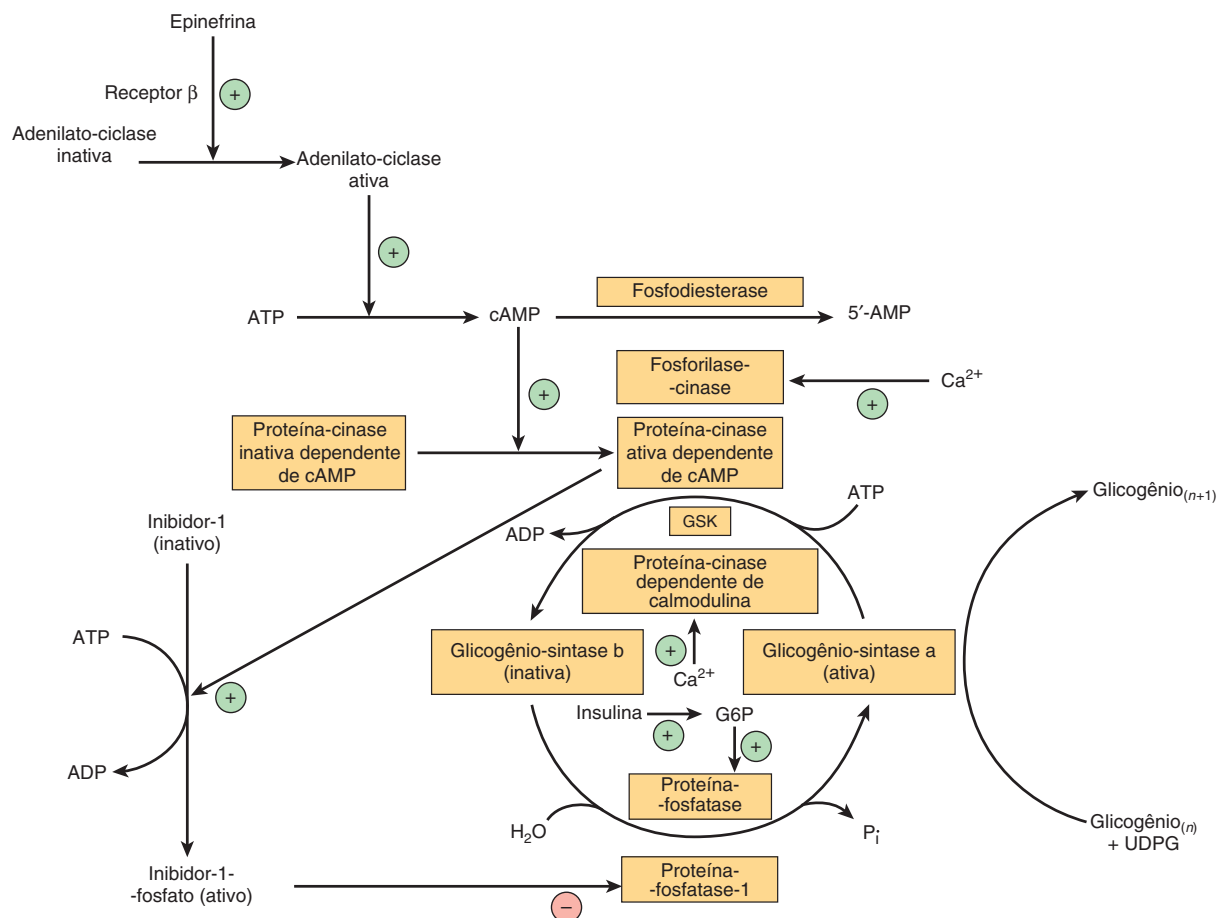 Epinefrina
Receptor β
+
Adenilato-ciclase
inativa
Adenilato-ciclase
ativa
+
ATP
cAMP
Fosfodiesterase
5′-AMP
+
Fosforilase-
-cinase
Ca²⁺
+
Proteína-cinase
inativa dependente
de cAMP
Proteína-cinase
ativa dependente
de cAMP
ATP
GSK
ADP
Proteína-cinase
dependente de
calmodulina
Glicogênio(n+1)
Inibidor-1
(inativo)
ATP
+
ADP
Glicogênio-sintase b
(inativa)
+
Ca²⁺
Glicogênio-sintase a
(ativa)
Insulina
+
G6P
+
Proteína-
-fosfatase
H₂O
Pi
Glicogênio(n)
+ UDPG
Inibidor-1-
-fosfato (ativo)
−
Proteína-
-fosfatase-1